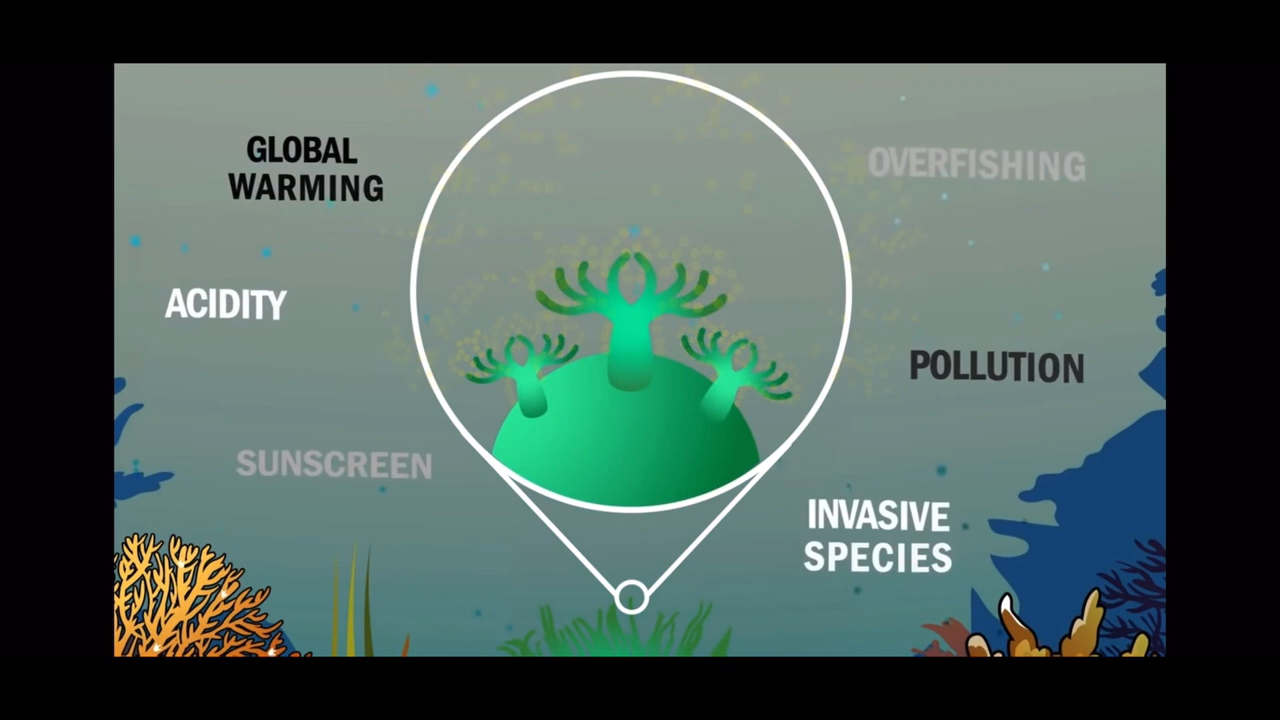 GLOBAL
WARMING
OVERFISHING
ACIDITY
POLLUTION
SUNSCREEN
INVASIVE
SPECIES